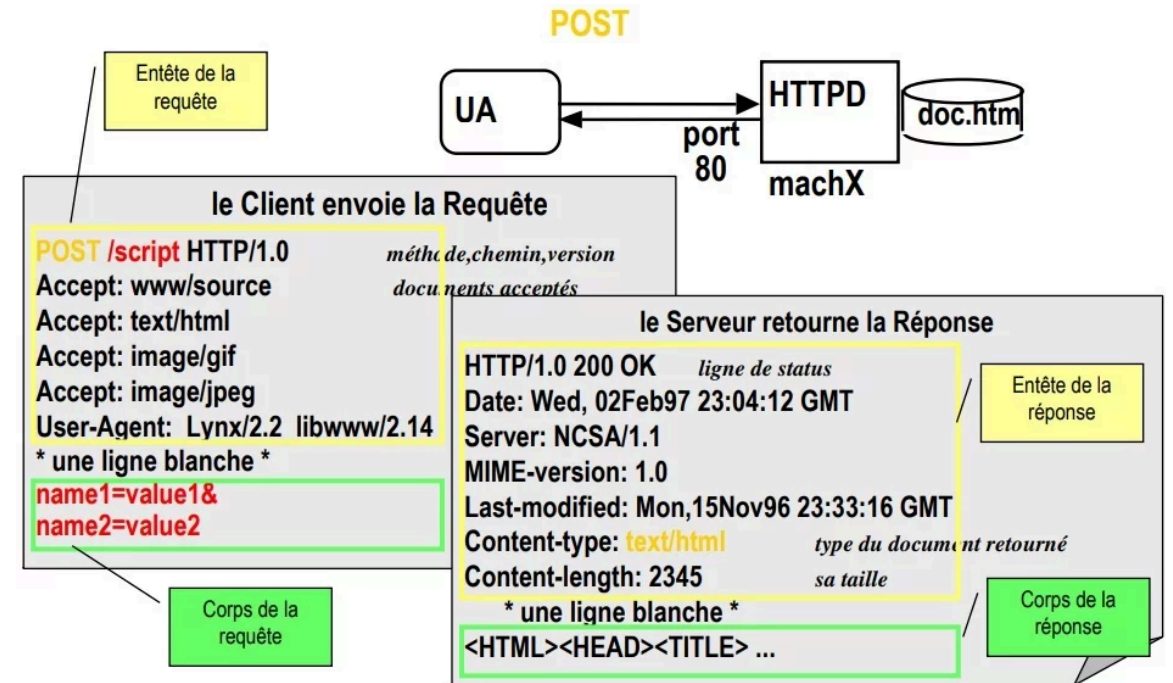 POST
Entête de la
requête
UA
HTTPD
doc.htm
port
80
machX
le Client envoie la Requête
POST /script HTTP/1.0 méthode,chemin,version
Accept: www/source documents acceptés
Accept: text/html
Accept: image/gif
Accept: image/jpeg
User-Agent: Lynx/2.2 libwww/2.14
* une ligne blanche *
name1=value1&
name2=value2
Corps de la
requête
le Serveur retourne la Réponse
HTTP/1.0 200 OK ligne de status
Date: Wed, 02Feb97 23:04:12 GMT
Server: NCSA/1.1
MIME-version: 1.0
Last-modified: Mon,15Nov96 23:33:16 GMT
Content-type: text/html type du document retourné
Content-length: 2345 sa taille
* une ligne blanche *
<HTML><HEAD><TITLE> ...
Entête de la
réponse
Corps de la
réponse